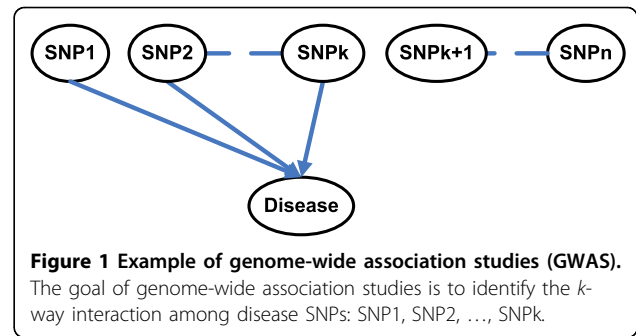 SNP1 SNP2 SNPk SNPk+1 SNPn
Disease
Figure 1 Example of genome-wide association studies (GWAS).
The goal of genome-wide association studies is to identify the k-
way interaction among disease SNPs: SNP1, SNP2, ..., SNPk.